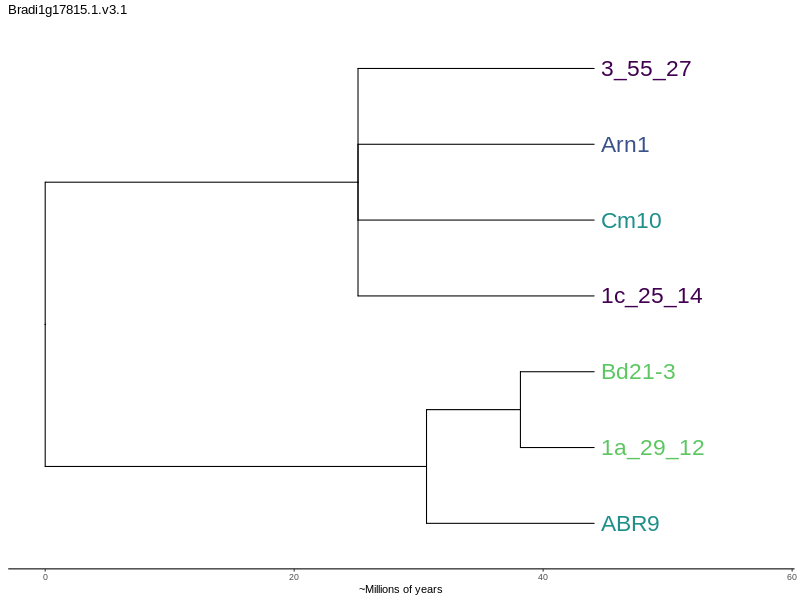 Bradi1g17815.1.v3.1
3_55_27
Arn1
Cm10
1c_25_14
Bd21-3
1a_29_12
ABR9
0 20 40 60
~Millions of years